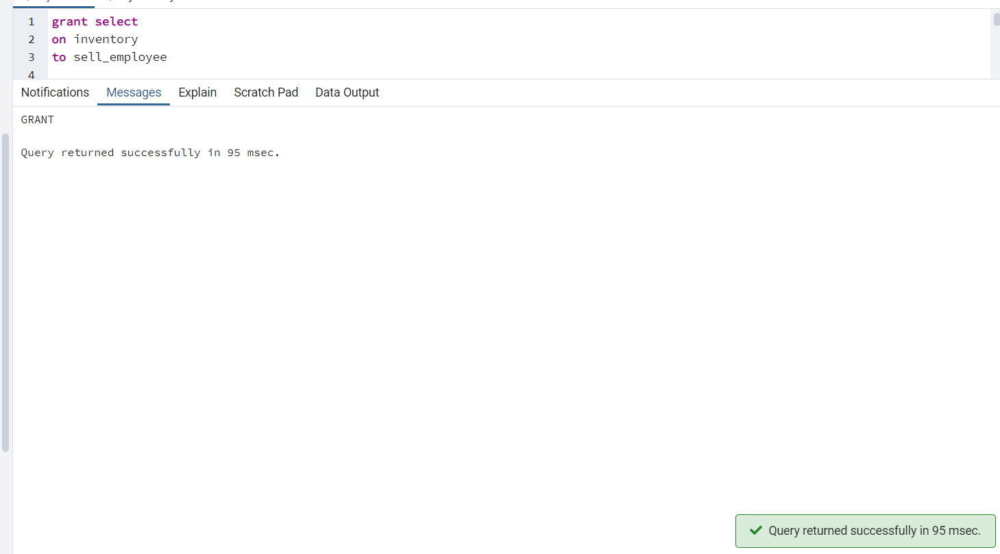 1 grant select
2 on inventory
3 to sell_employee
4
Notifications Messages Explain Scratch Pad Data Output
GRANT
Query returned successfully in 95 msec.
Query returned successfully in 95 msec.